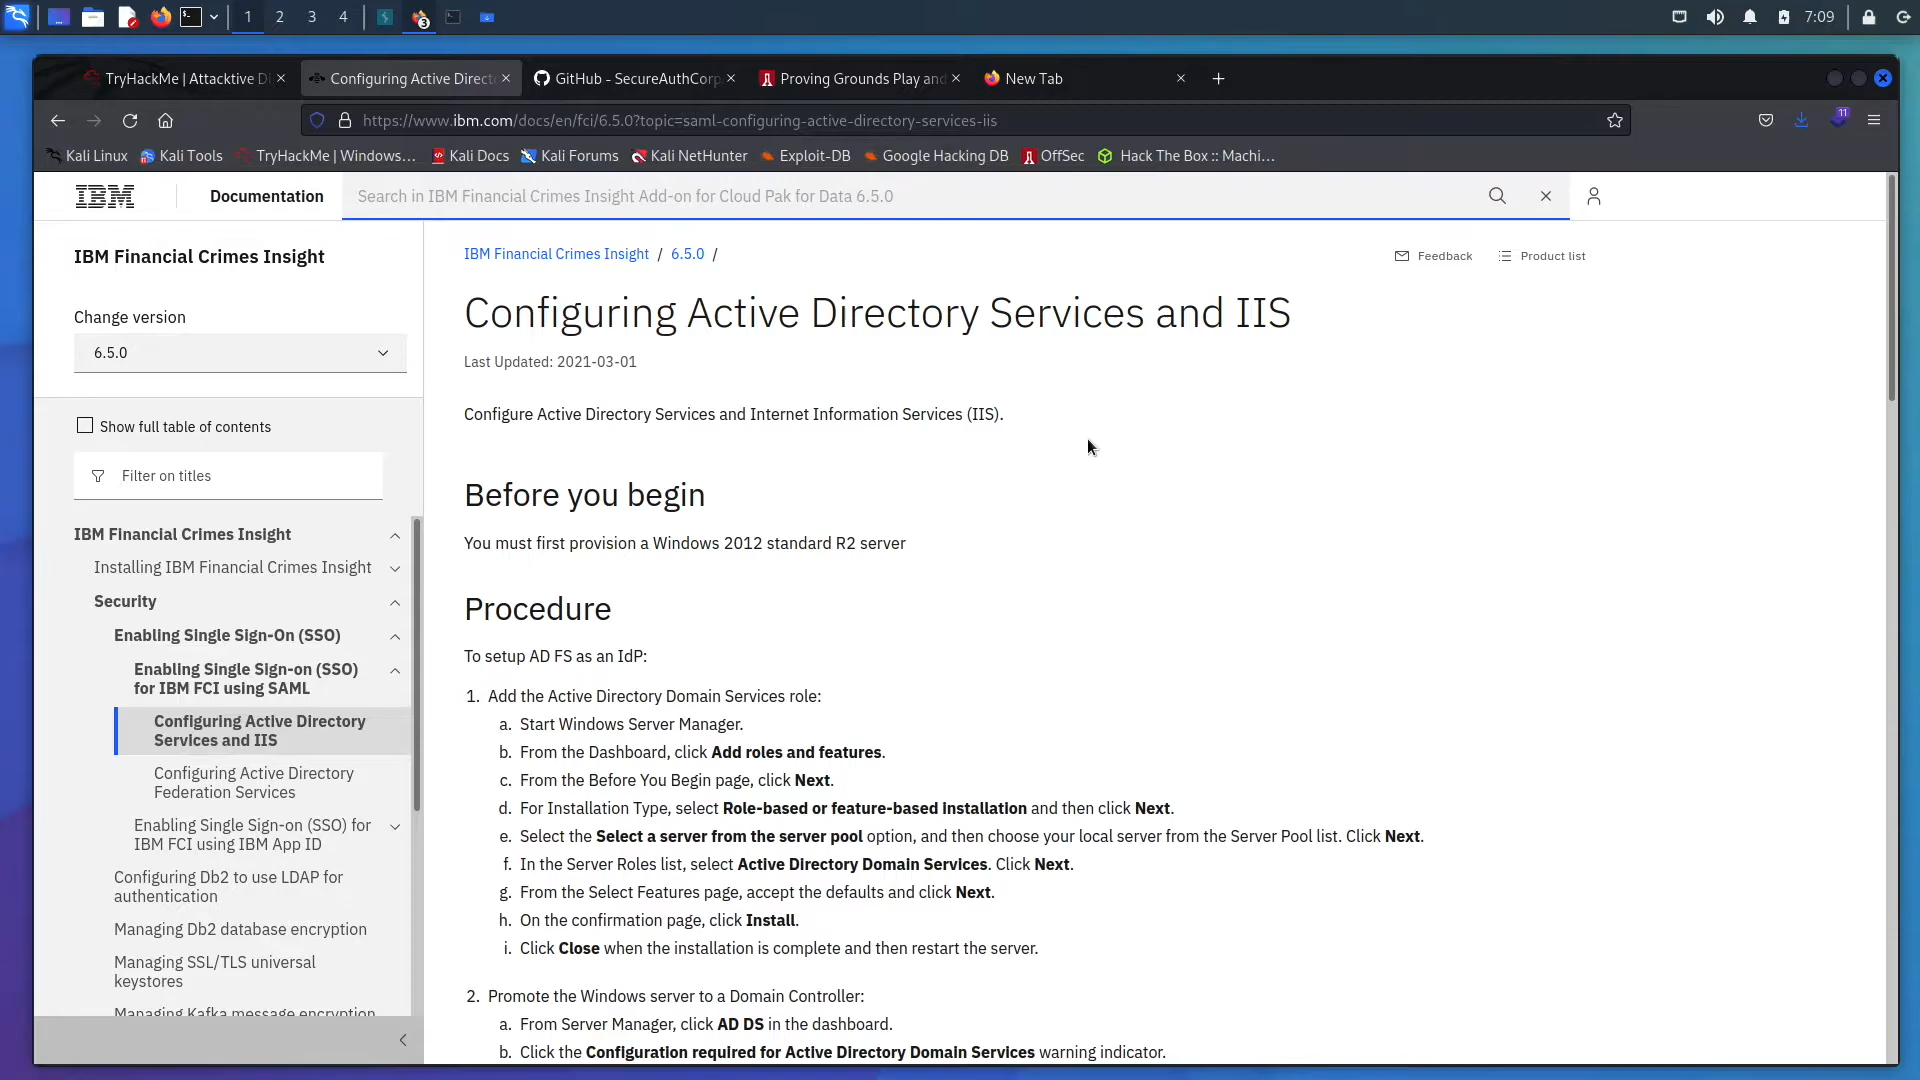 1 2 3 4 3 7:09
TryHackMe | Attacktive Di
Configuring Active Direct
GitHub - SecureAuthCorp
Proving Grounds Play and
New Tab
https://www.ibm.com/docs/en/fci/6.5.0?topic=saml-configuring-active-directory-services-iis
11
Kali Linux Kali Tools TryHackMe | Windows... Kali Docs Kali Forums Kali NetHunter Exploit-DB Google Hacking DB OffSec Hack The Box :: Machi...
IBM Documentation Search in IBM Financial Crimes Insight Add-on for Cloud Pak for Data 6.5.0
IBM Financial Crimes Insight
Change version
6.5.0
Show full table of contents
Filter on titles
IBM Financial Crimes Insight
Installing IBM Financial Crimes Insight
Security
Enabling Single Sign-On (SSO)
Enabling Single Sign-on (SSO)
for IBM FCI using SAML
Configuring Active Directory
Services and IIS
Configuring Active Directory
Federation Services
Enabling Single Sign-on (SSO) for
IBM FCI using IBM App ID
Configuring Db2 to use LDAP for
authentication
Managing Db2 database encryption
Managing SSL/TLS universal
keystores
Managing Kafka message encryption
IBM Financial Crimes Insight / 6.5.0 /
Feedback Product list
Configuring Active Directory Services and IIS
Last Updated: 2021-03-01
Configure Active Directory Services and Internet Information Services (IIS).
Before you begin
You must first provision a Windows 2012 standard R2 server
Procedure
To setup AD FS as an IdP:
1. Add the Active Directory Domain Services role:
a. Start Windows Server Manager.
b. From the Dashboard, click Add roles and features.
c. From the Before You Begin page, click Next.
d. For Installation Type, select Role-based or feature-based installation and then click Next.
e. Select the Select a server from the server pool option, and then choose your local server from the Server Pool list. Click Next.
f. In the Server Roles list, select Active Directory Domain Services. Click Next.
g. From the Select Features page, accept the defaults and click Next.
h. On the confirmation page, click Install.
i. Click Close when the installation is complete and then restart the server.
2. Promote the Windows server to a Domain Controller:
a. From Server Manager, click AD DS in the dashboard.
b. Click the Configuration required for Active Directory Domain Services warning indicator.